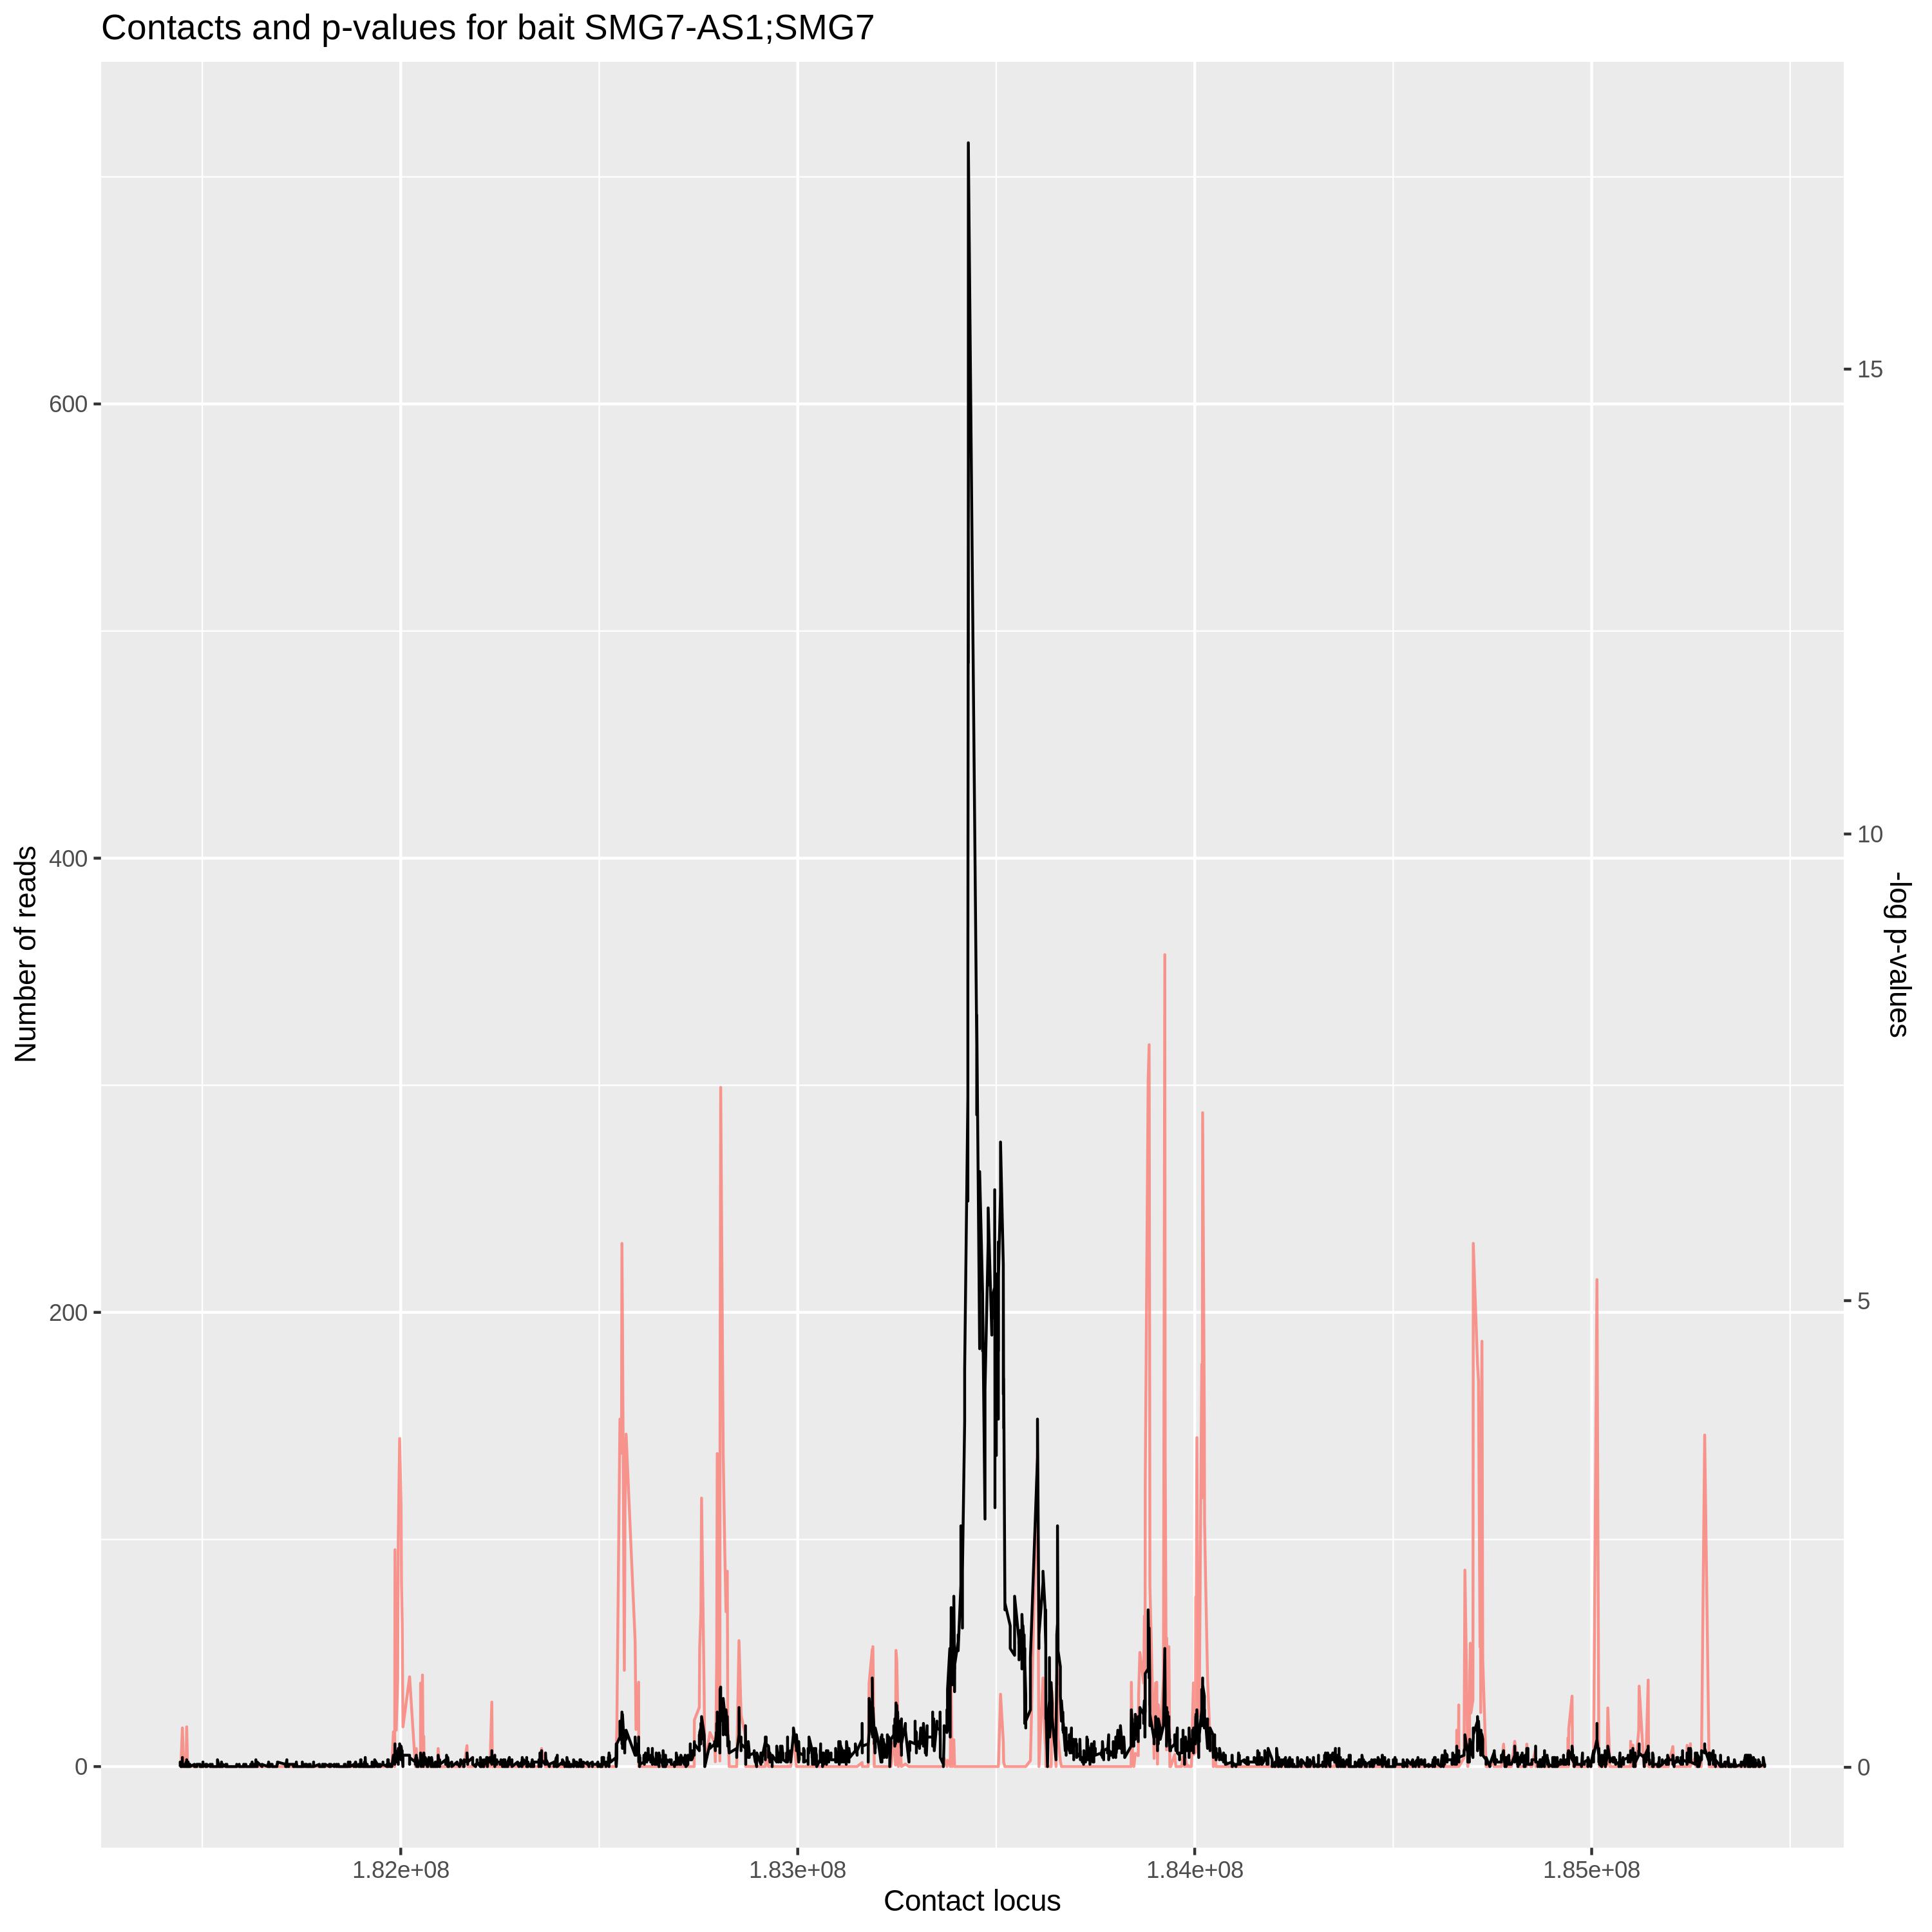 Contacts and p-values for bait SMG7-AS1;SMG7
Number of reads
600
400
200
0
15
10
5
0
-log p-values
1.82e+08 1.83e+08 1.84e+08 1.85e+08
Contact locus